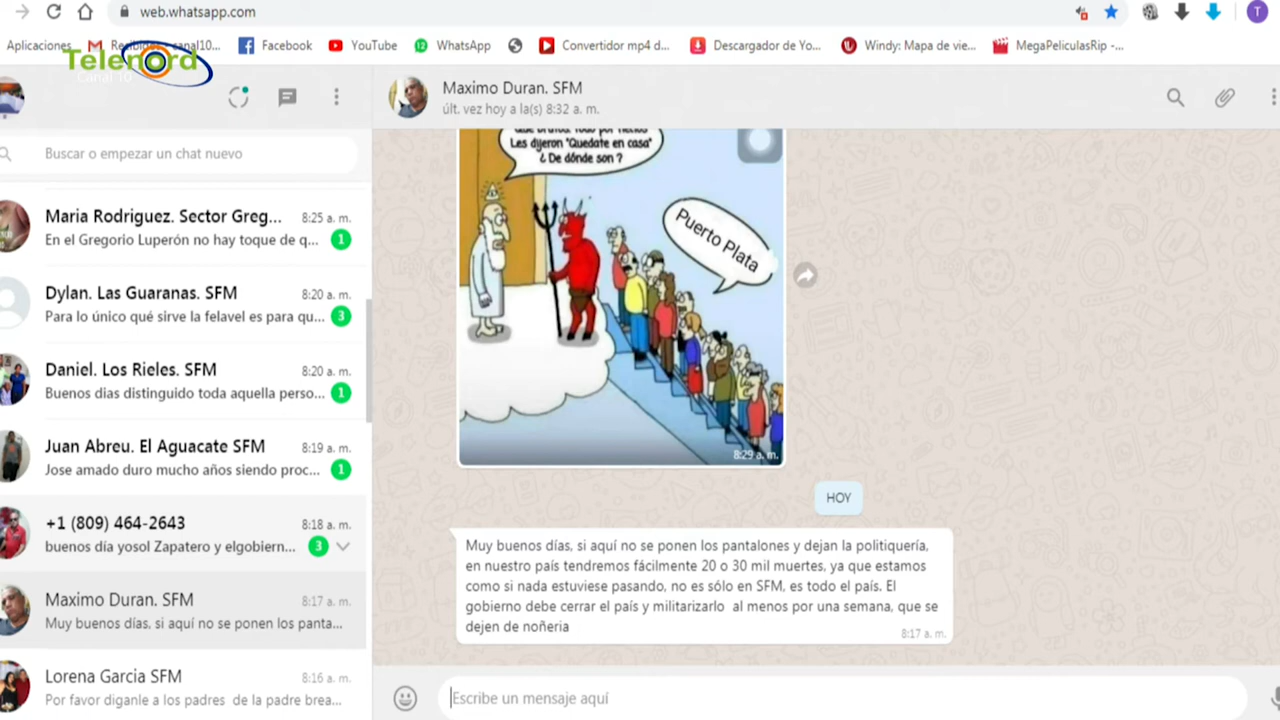 web.whatsapp.com
T
Aplicaciones
Recibidos canal10...
Facebook
YouTube
WhatsApp
Convertidor mp4 d...
Descargador de Yo...
Windy: Mapa de vie...
MegaPeliculasRip -...
Telenord
Canal 10
Buscar o empezar un chat nuevo
Maria Rodriguez. Sector Greg...
8:25 a. m.
En el Gregorio Luperón no hay toque de q...
1
Dylan. Las Guaranas. SFM
8:20 a. m.
Para lo único qué sirve la felavel es para qu...
3
Daniel. Los Rieles. SFM
8:20 a. m.
Buenos dias distinguido toda aquella perso...
1
Juan Abreu. El Aguacate SFM
8:19 a. m.
Jose amado duro mucho años siendo proc...
1
+1 (809) 464-2643
8:18 a. m.
buenos día yosol Zapatero y elgobiern...
3
Maximo Duran. SFM
8:17 a. m.
Muy buenos días, si aquí no se ponen los panta...
Lorena Garcia SFM
8:16 a. m.
Por favor diganle a los padres de la padre brea...
Maximo Duran. SFM
últ. vez hoy a la(s) 8:32 a. m.
Les dijeron "Quedate en casa"
¿ De dónde son ?
Puerto Plata
8:29 a. m.
HOY
Muy buenos días, si aquí no se ponen los pantalones y dejan la politiquería,
en nuestro país tendremos fácilmente 20 o 30 mil muertes, ya que estamos
como si nada estuviese pasando, no es sólo en SFM, es todo el país. El
gobierno debe cerrar el país y militarizarlo al menos por una semana, que se
dejen de noñeria
8:17 a. m.
Escribe un mensaje aquí